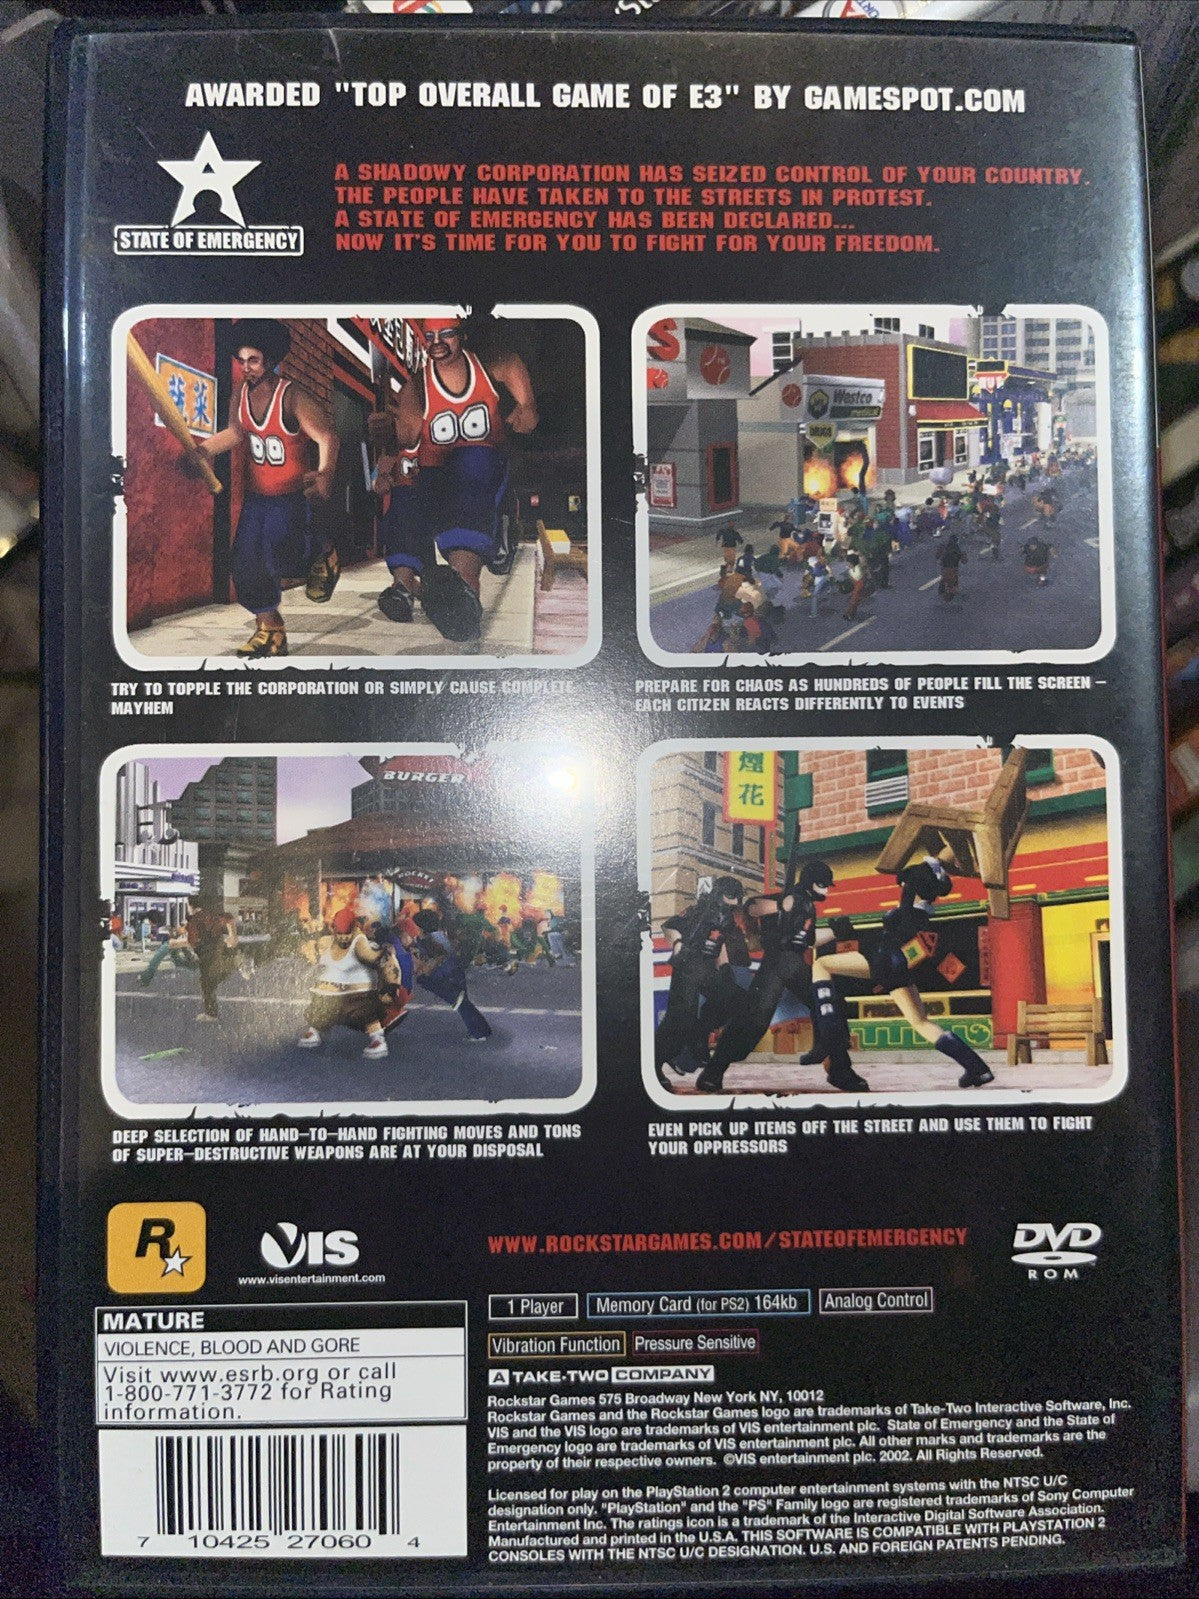 AWARDED "TOP OVERALL GAME OF E3" BY GAMESPOT.COM
STATE OF EMERGENCY
A SHADOWY CORPORATION HAS SEIZED CONTROL OF YOUR COUNTRY.
THE PEOPLE HAVE TAKEN TO THE STREETS IN PROTEST.
A STATE OF EMERGENCY HAS BEEN DECLARED...
NOW IT'S TIME FOR YOU TO FIGHT FOR YOUR FREEDOM.
00
00
Westco
DRUGS
TRY TO TOPPLE THE CORPORATION OR SIMPLY CAUSE COMPLETE
MAYHEM
PREPARE FOR CHAOS AS HUNDREDS OF PEOPLE FILL THE SCREEN –
EACH CITIZEN REACTS DIFFERENTLY TO EVENTS
BURGER
煙
花
DEEP SELECTION OF HAND–TO–HAND FIGHTING MOVES AND TONS
OF SUPER–DESTRUCTIVE WEAPONS ARE AT YOUR DISPOSAL
EVEN PICK UP ITEMS OFF THE STREET AND USE THEM TO FIGHT
YOUR OPPRESSORS
R
VIS
www.visentertainment.com
WWW.ROCKSTARGAMES.COM/STATEOFEMERGENCY
DVD
ROM
1 Player
Memory Card (for PS2) 164kb
Analog Control
Vibration Function
Pressure Sensitive
MATURE
VIOLENCE, BLOOD AND GORE
Visit www.esrb.org or call
1-800-771-3772 for Rating
information.
7 10425 27060 4
A TAKE-TWO COMPANY
Rockstar Games 575 Broadway New York NY, 10012
Rockstar Games and the Rockstar Games logo are trademarks of Take-Two Interactive Software, Inc.
VIS and the VIS logo are trademarks of VIS entertainment plc. State of Emergency and the State of
Emergency logo are trademarks of VIS entertainment plc. All other marks and trademarks are the
property of their respective owners. ©VIS entertainment plc. 2002. All Rights Reserved.
Licensed for play on the PlayStation 2 computer entertainment systems with the NTSC U/C
designation only. "PlayStation" and the "PS" Family logo are registered trademarks of Sony Computer
Entertainment Inc. The ratings icon is a trademark of the Interactive Digital Software Association.
Manufactured and printed in the U.S.A. THIS SOFTWARE IS COMPATIBLE WITH PLAYSTATION 2
CONSOLES WITH THE NTSC U/C DESIGNATION. U.S. AND FOREIGN PATENTS PENDING.